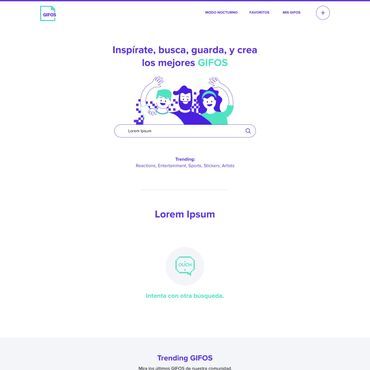 GIFOS
MODO NOCTURNO
FAVORITOS
MIS GIFOS
Inspírate, busca, guarda, y crea
los mejores GIFOS
Lorem Ipsum
Trending:
Reactions, Entertainment, Sports, Stickers, Artists
Lorem Ipsum
OUCH!
Intenta con otra búsqueda.
Trending GIFOS
Mira los últimos GIFOS de nuestra comunidad.